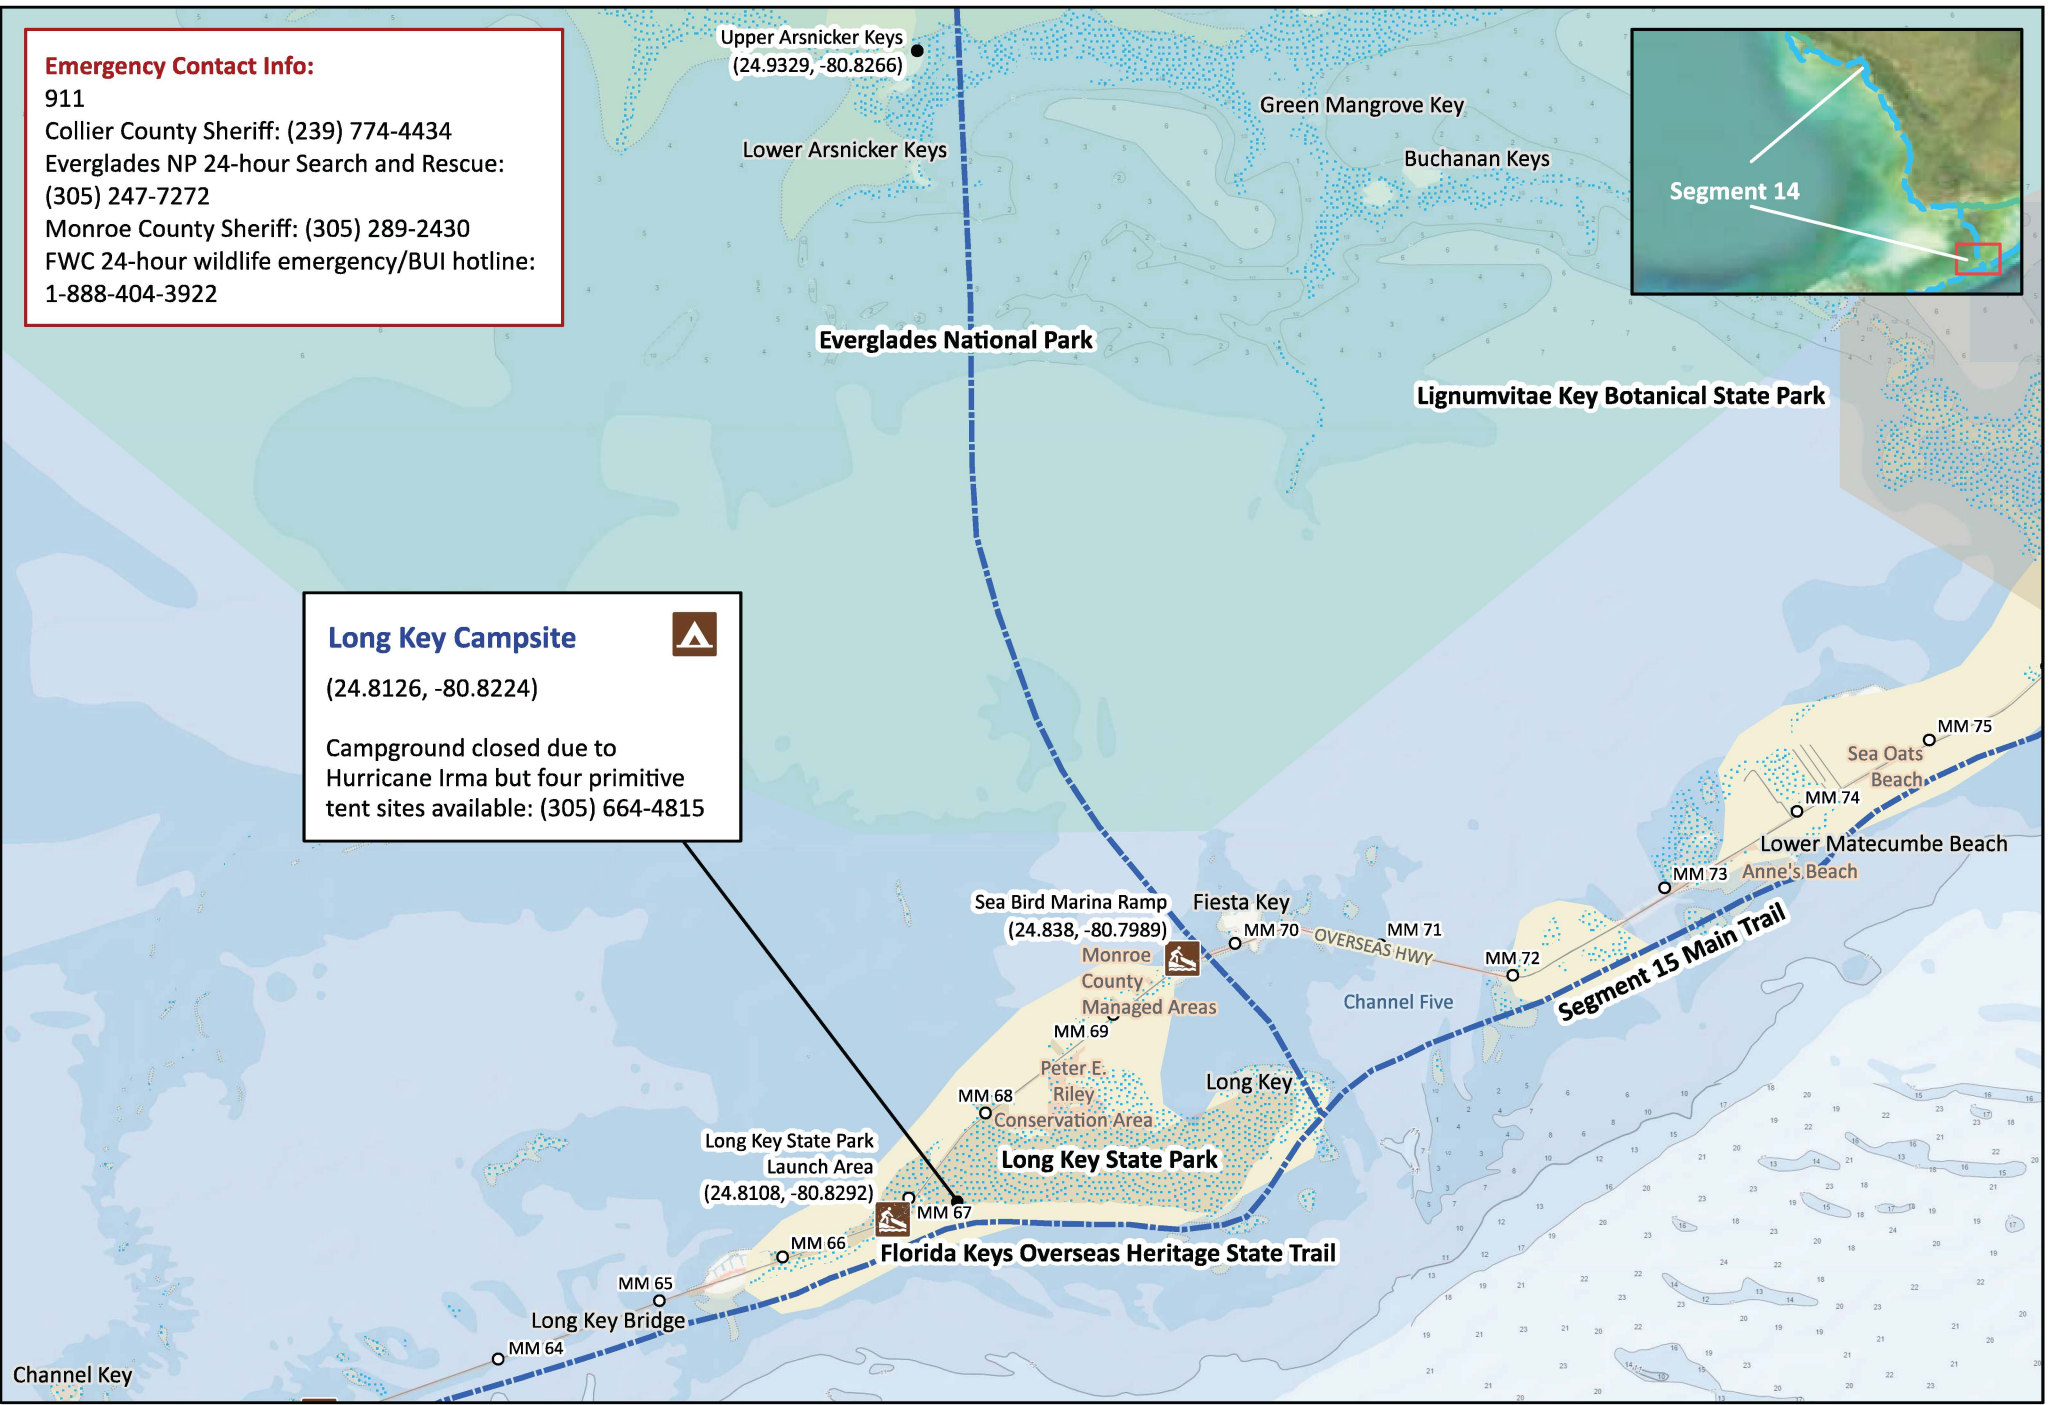 Emergency Contact Info:
911
Collier County Sheriff: (239) 774-4434
Everglades NP 24-hour Search and Rescue:
(305) 247-7272
Monroe County Sheriff: (305) 289-2430
FWC 24-hour wildlife emergency/BUI hotline:
1-888-404-3922
Upper Arsnicker Keys
(24.9329, -80.8266)
Lower Arsnicker Keys
Green Mangrove Key
Buchanan Keys
Segment 14
Everglades National Park
Lignumvitae Key Botanical State Park
Long Key Campsite
(24.8126, -80.8224)
Campground closed due to
Hurricane Irma but four primitive
tent sites available: (305) 664-4815
MM 75
Sea Oats
Beach
MM 74
Lower Matecumbe Beach
MM 73
Anne's Beach
Sea Bird Marina Ramp
(24.838, -80.7989)
Fiesta Key
MM 70
OVERSEAS HWY
MM 71
MM 72
Segment 15 Main Trail
Monroe
County
Managed Areas
Channel Five
MM 69
Peter E.
Riley
Conservation Area
Long Key
MM 68
Long Key State Park
Long Key State Park
Launch Area
(24.8108, -80.8292)
MM 67
MM 66
Florida Keys Overseas Heritage State Trail
MM 65
Long Key Bridge
MM 64
Channel Key